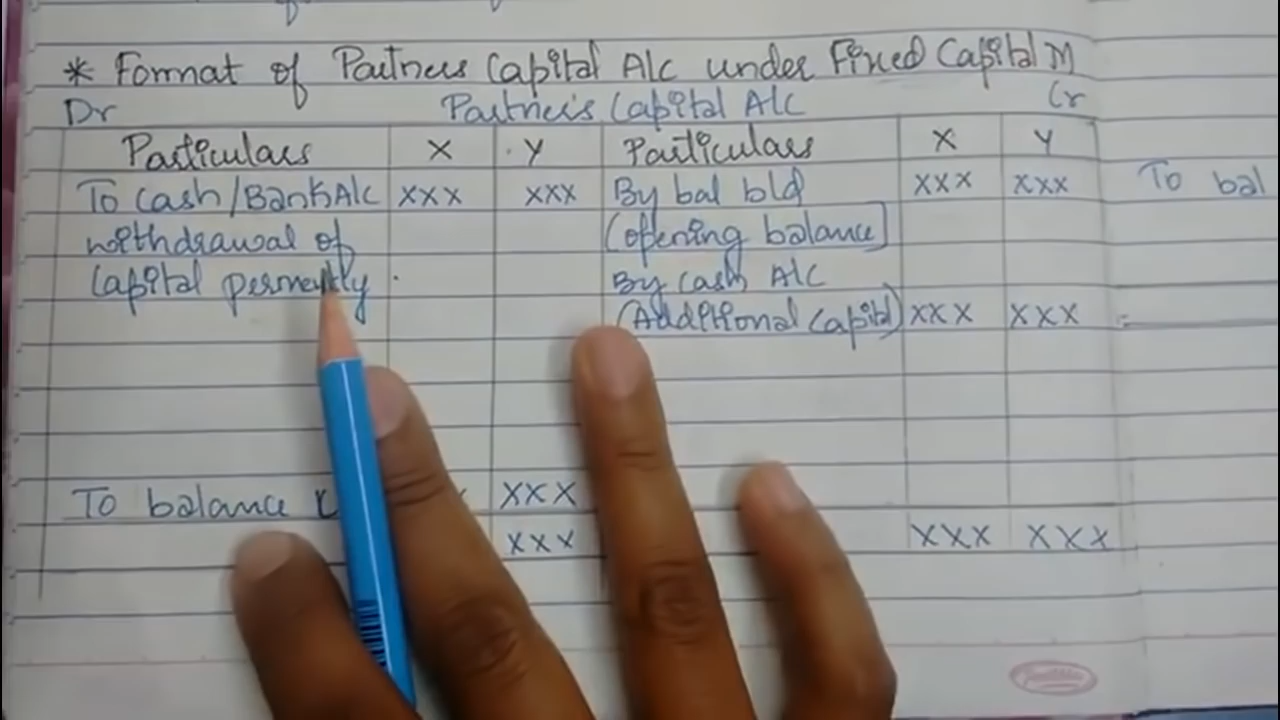 * Format of Partners Capital A/c under Fixed Capital M
Dr Partner's Capital A/c Cr
Particulars X Y Particulars X Y
To Cash/Bank A/c xxx xxx By bal b/d xxx xxx To bal
withdrawal of (opening balance)
Capital permently By Cash A/c
(Additional Capital) xxx xxx
To balance xxx
xxx xxx xxx